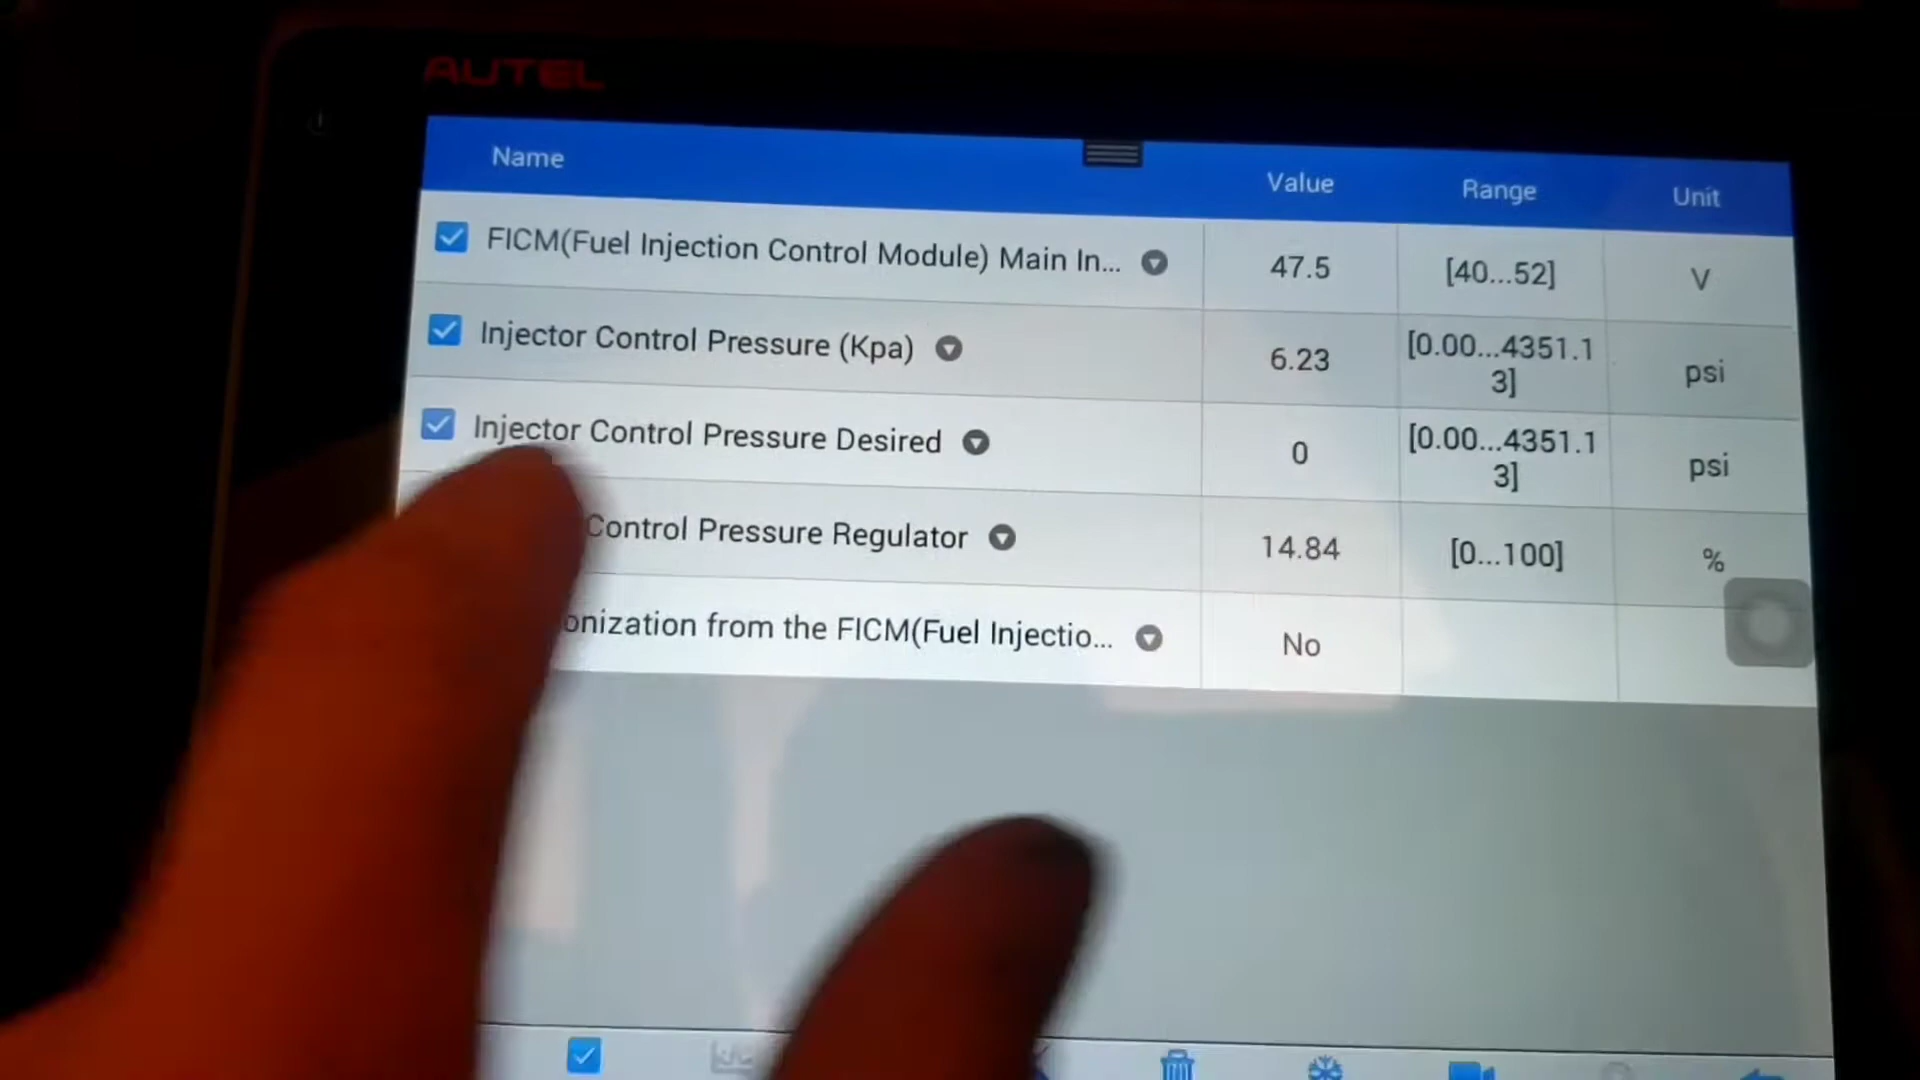 AUTEL
Name Value Range Unit
FICM(Fuel Injection Control Module) Main In... 47.5 [40...52] V
Injector Control Pressure (Kpa) 6.23 [0.00...4351.1
3] psi
Injector Control Pressure Desired 0 [0.00...4351.1
3] psi
Control Pressure Regulator 14.84 [0...100] %
onization from the FICM(Fuel Injectio... No